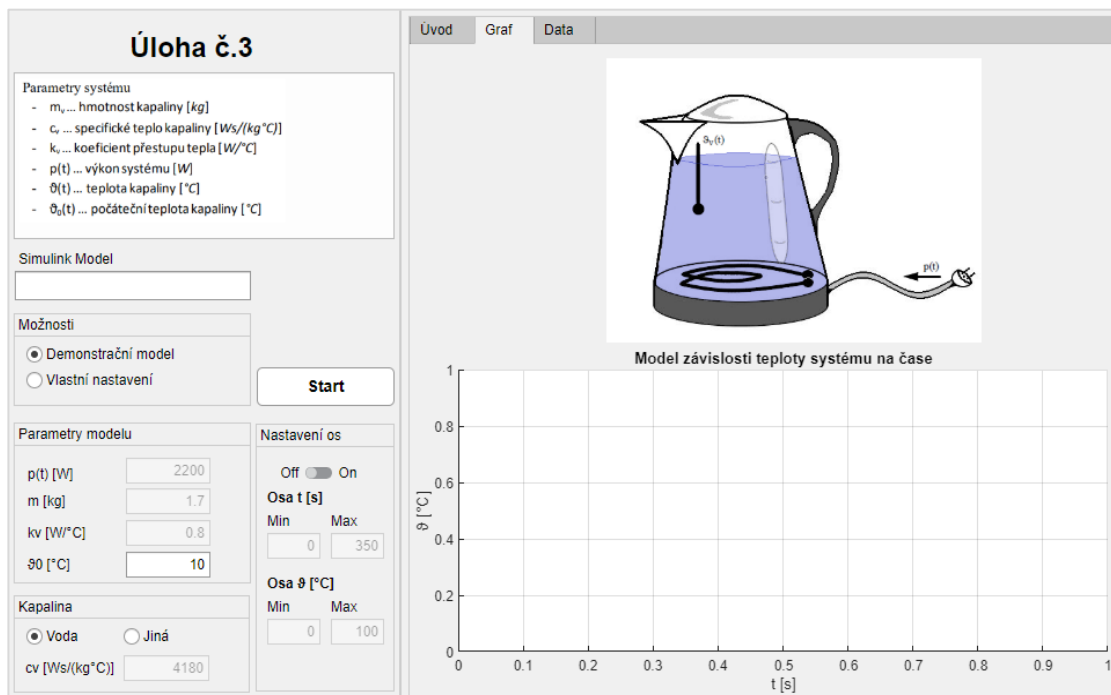 Úloha č.3
Parametry systému
- mᵥ... hmotnost kapaliny [kg]
- cᵥ ... specifické teplo kapaliny [Ws/(kg°C)]
- kᵥ ... koeficient přestupu tepla [W/°C]
- p(t) ... výkon systému [W]
- ϑ(t) ... teplota kapaliny [°C]
- ϑ₀(t) ... počáteční teplota kapaliny [°C]
Simulink Model
Možnosti
Demonstrační model
Vlastní nastavení
Start
Parametry modelu
p(t) [W] 2200
m [kg] 1.7
kv [W/°C] 0.8
ϑ0 [°C] 10
Kapalina
Voda Jiná
cv [Ws/(kg°C)] 4180
Nastavení os
Off On
Osa t [s]
Min Max
0 350
Osa ϑ [°C]
Min Max
0 100
Úvod Graf Data
ϑᵥ(t)
p(t)
Model závislosti teploty systému na čase
1
0.8
0.6
0.4
0.2
0
ϑ [°C]
0 0.1 0.2 0.3 0.4 0.5 0.6 0.7 0.8 0.9 1
t [s]